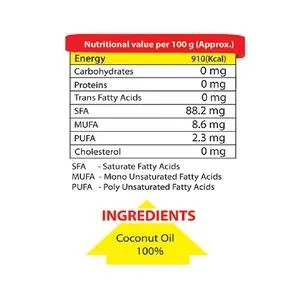 Nutritional value per 100 g (Approx.)
Energy 910(Kcal)
Carbohydrates 0 mg
Proteins 0 mg
Trans Fatty Acids 0 mg
SFA 88.2 mg
MUFA 8.6 mg
PUFA 2.3 mg
Cholesterol 0 mg
SFA - Saturate Fatty Acids
MUFA - Mono Unsaturated Fatty Acids
PUFA - Poly Unsaturated Fatty Acids
INGREDIENTS
Coconut Oil
100%